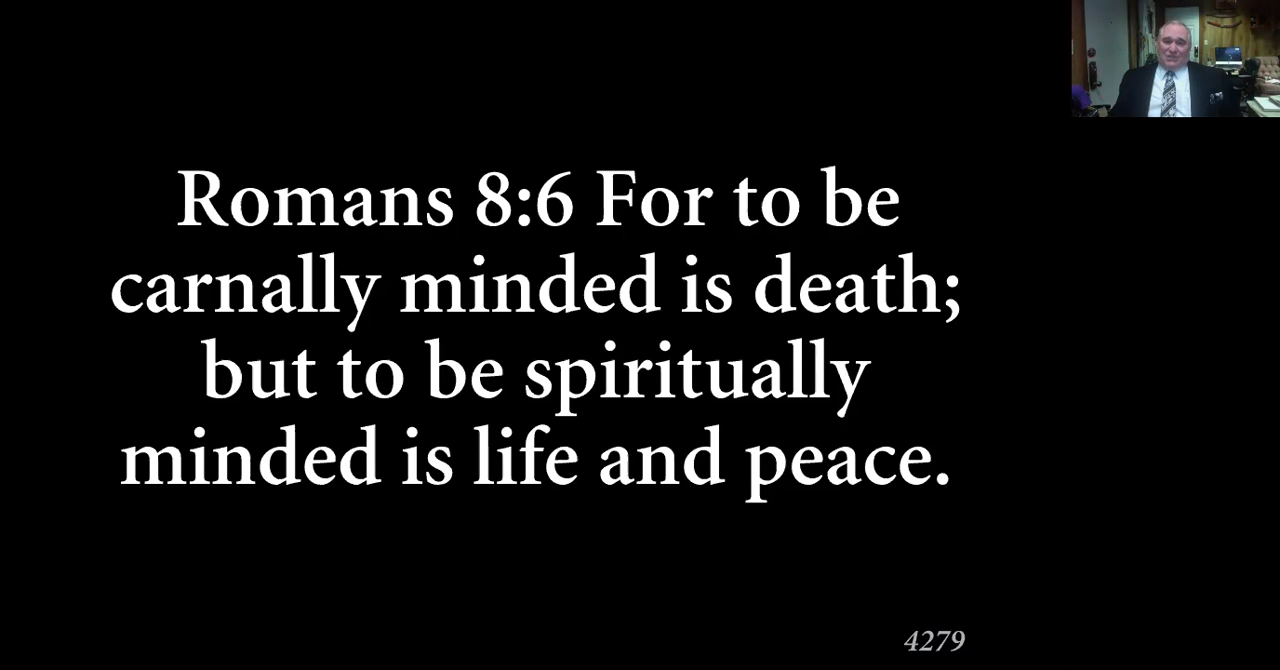 Romans 8:6 For to be
carnally minded is death;
but to be spiritually
minded is life and peace.
4279